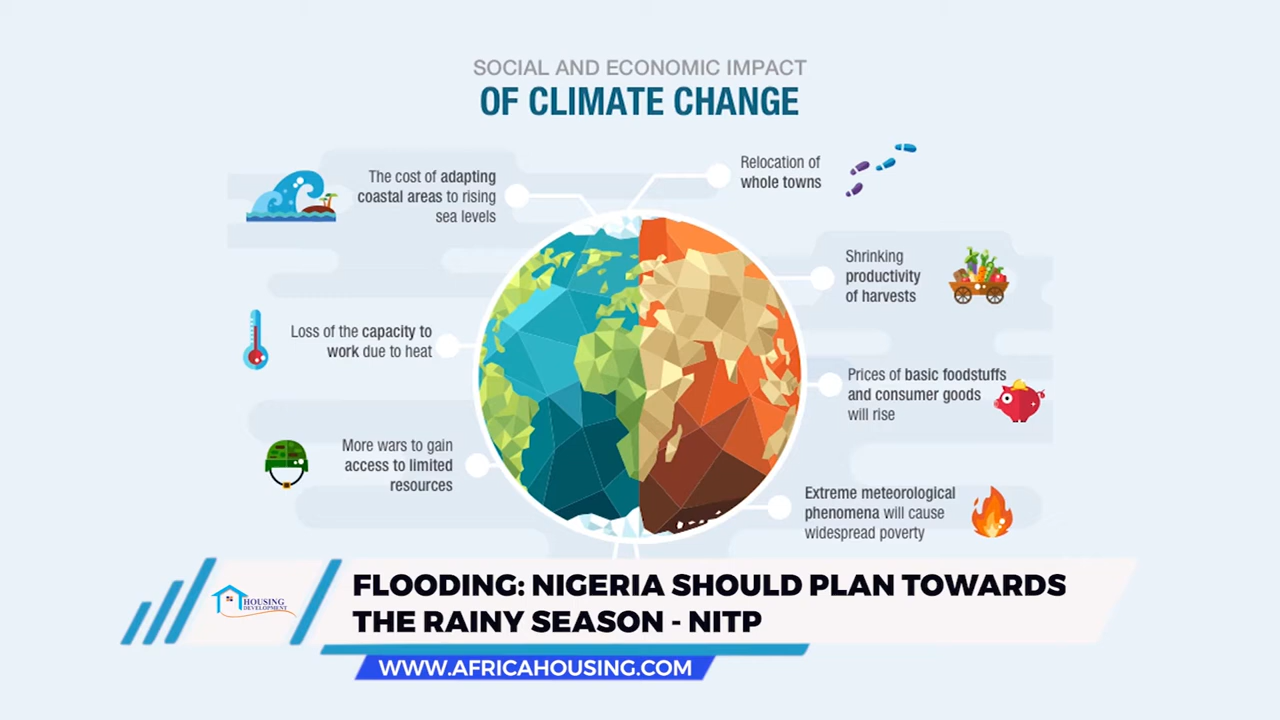 SOCIAL AND ECONOMIC IMPACT
OF CLIMATE CHANGE
The cost of adapting
coastal areas to rising
sea levels
Relocation of
whole towns
Shrinking
productivity
of harvests
Loss of the capacity to
work due to heat
Prices of basic foodstuffs
and consumer goods
will rise
More wars to gain
access to limited
resources
Extreme meteorological
phenomena will cause
widespread poverty
HOUSING
DEVELOPMENT
FLOODING: NIGERIA SHOULD PLAN TOWARDS
THE RAINY SEASON - NITP
WWW.AFRICAHOUSING.COM